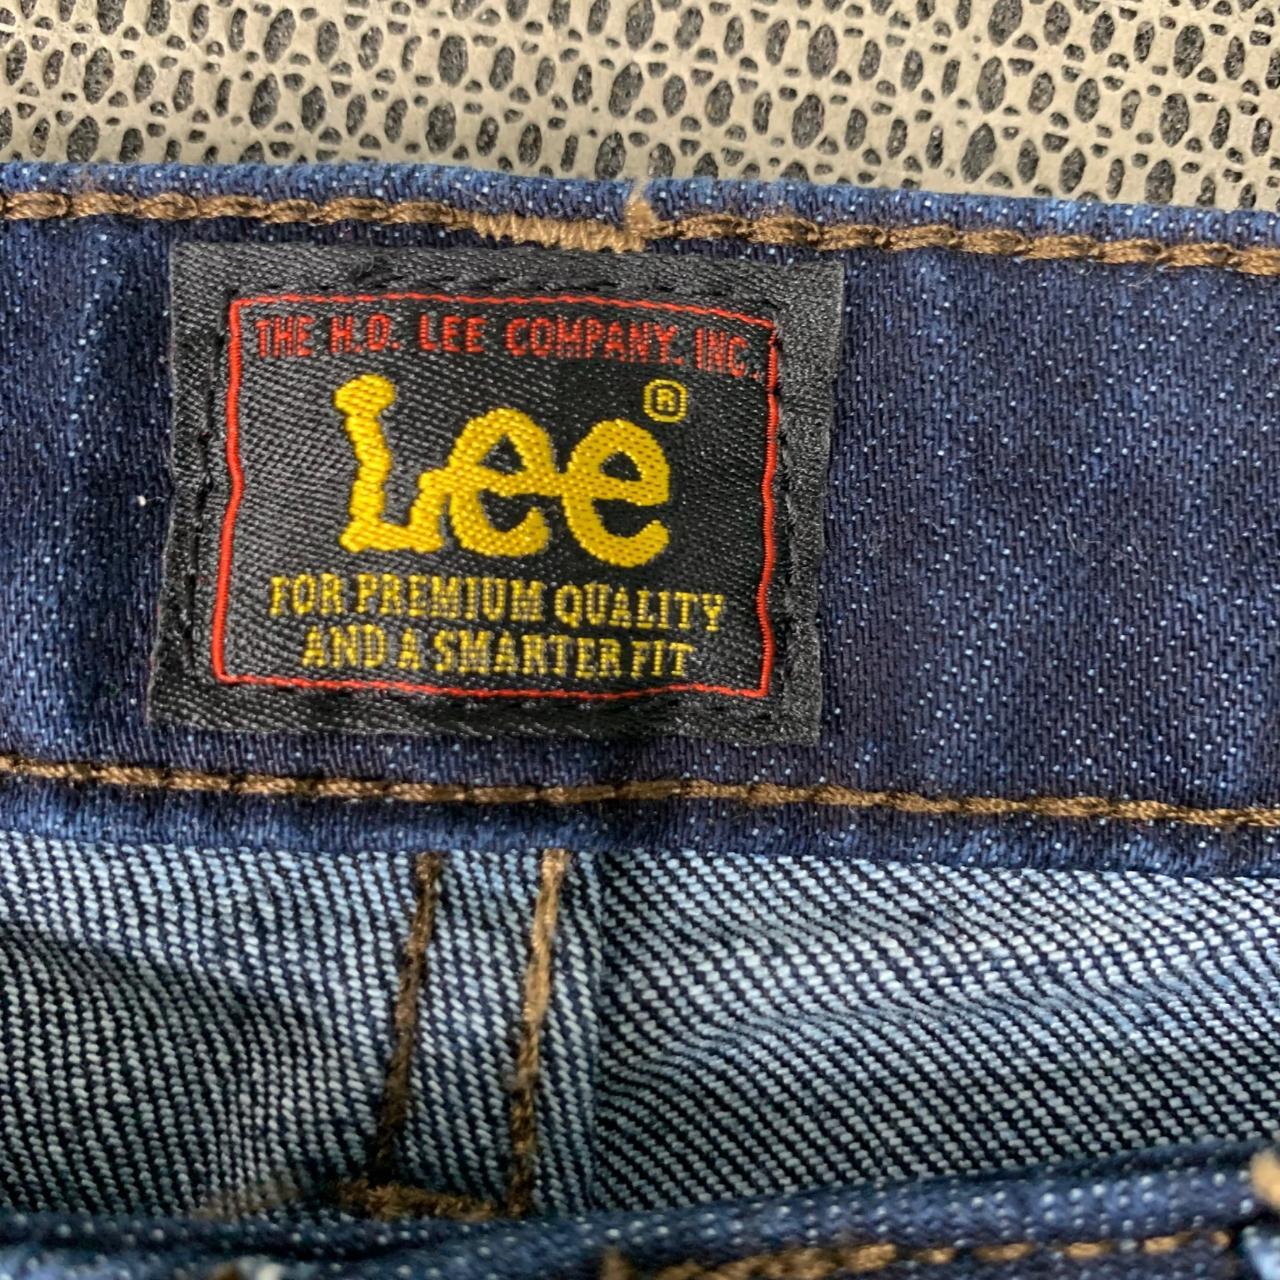 THE H.D. LEE COMPANY, INC.
Lee®
FOR PREMIUM QUALITY
AND A SMARTER FIT